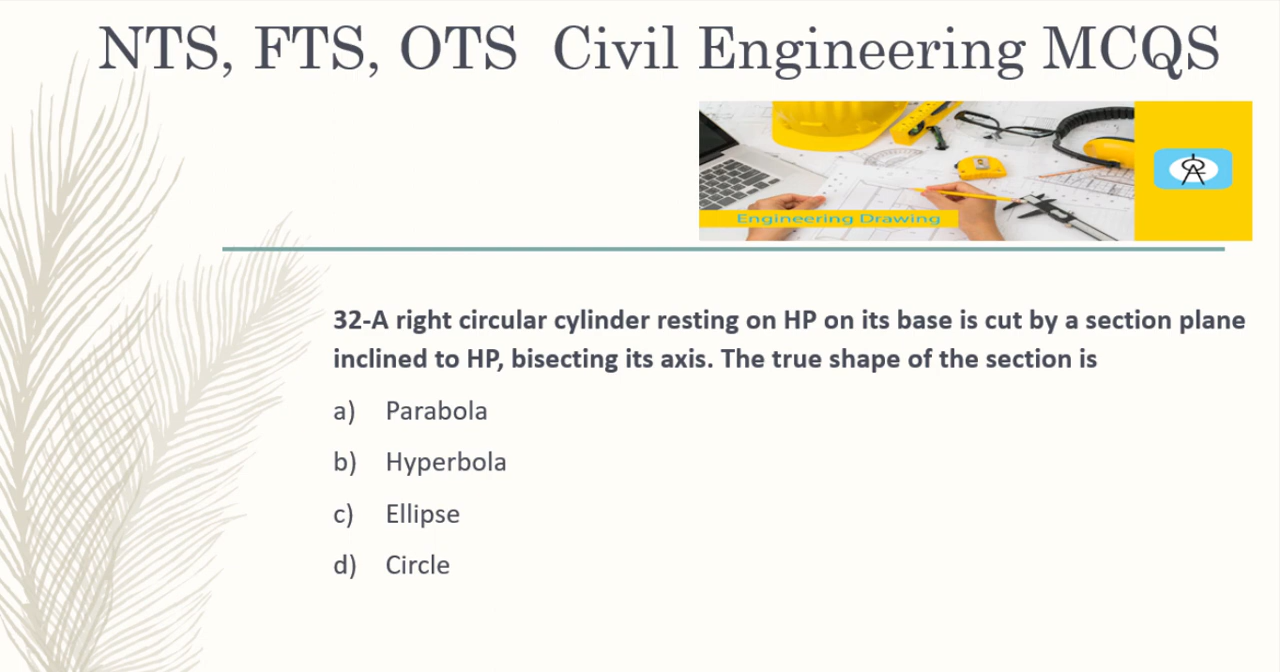 NTS, FTS, OTS Civil Engineering MCQS
Engineering Drawing
32-A right circular cylinder resting on HP on its base is cut by a section plane
inclined to HP, bisecting its axis. The true shape of the section is
a) Parabola
b) Hyperbola
c) Ellipse
d) Circle